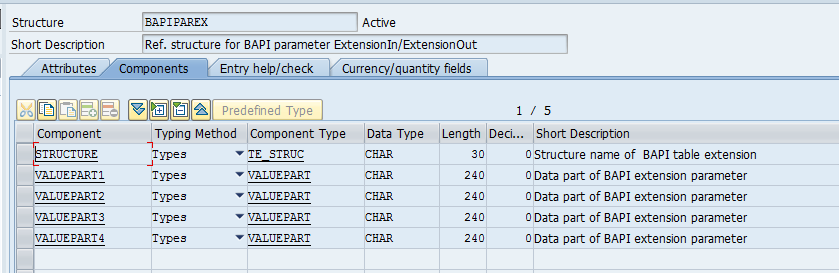 Structure BAPIPAREX Active
Short Description Ref. structure for BAPI parameter ExtensionIn/ExtensionOut
Attributes Components Entry help/check Currency/quantity fields
Predefined Type 1 / 5
Component Typing Method Component Type Data Type Length Deci... Short Description
STRUCTURE Types TE_STRUC CHAR 30 0 Structure name of BAPI table extension
VALUEPART1 Types VALUEPART CHAR 240 0 Data part of BAPI extension parameter
VALUEPART2 Types VALUEPART CHAR 240 0 Data part of BAPI extension parameter
VALUEPART3 Types VALUEPART CHAR 240 0 Data part of BAPI extension parameter
VALUEPART4 Types VALUEPART CHAR 240 0 Data part of BAPI extension parameter